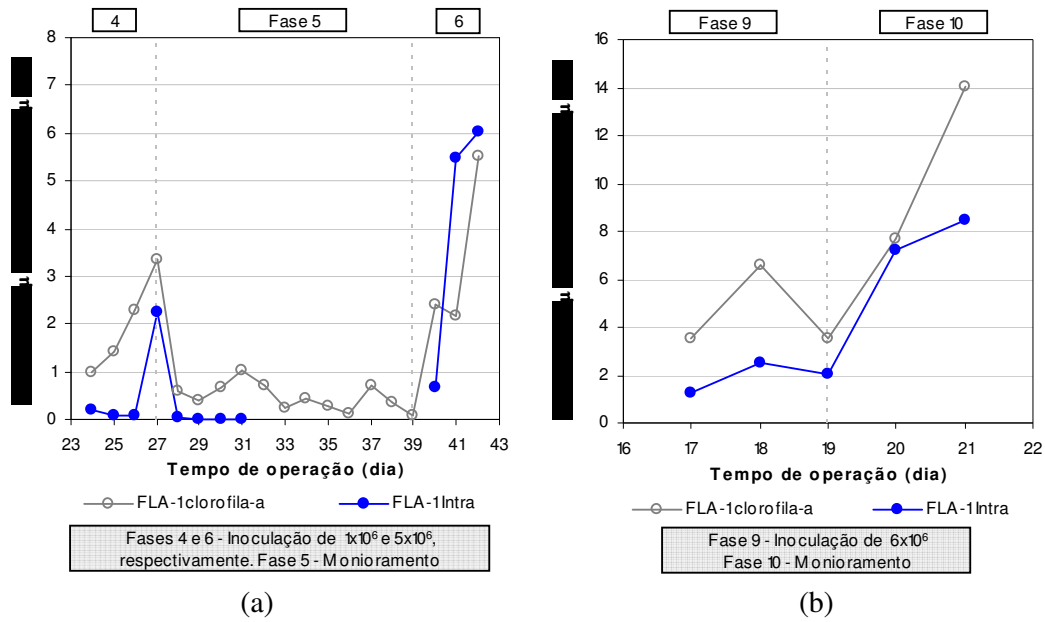 4 Fase 5 6
8
7
6
5
4
3
2
1
0
23 25 27 29 31 33 35 37 39 41 43
Tempo de operação (dia)
FLA-1clorofila-a FLA-1Intra
Fases 4 e 6 - Inoculação de 1x10⁶ e 5x10⁶,
respectivamente. Fase 5 - Monioramento
(a)
Fase 9 Fase 10
16
14
12
10
8
6
4
2
0
16 17 18 19 20 21 22
Tempo de operação (dia)
FLA-1clorofila-a FLA-1Intra
Fase 9 - Inoculação de 6x10⁶
Fase 10 - Monioramento
(b)